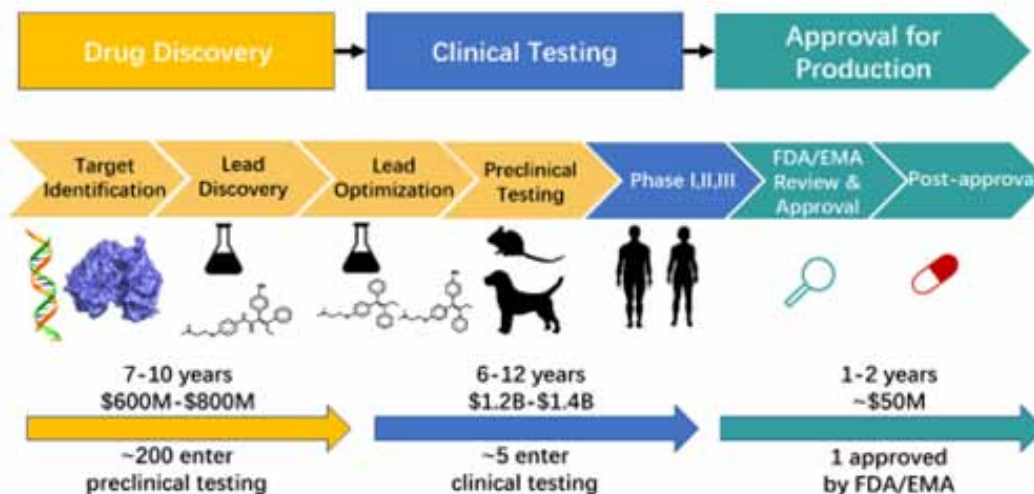 Drug Discovery
Clinical Testing
Approval for
Production
Target
Identification
Lead
Discovery
Lead
Optimization
Preclinical
Testing
Phase I,II,III
FDA/EMA
Review &
Approval
Post-approval
7-10 years
$600M-$800M
~200 enter
preclinical testing
6-12 years
$1.2B-$1.4B
~5 enter
clinical testing
1-2 years
~$50M
1 approved
by FDA/EMA